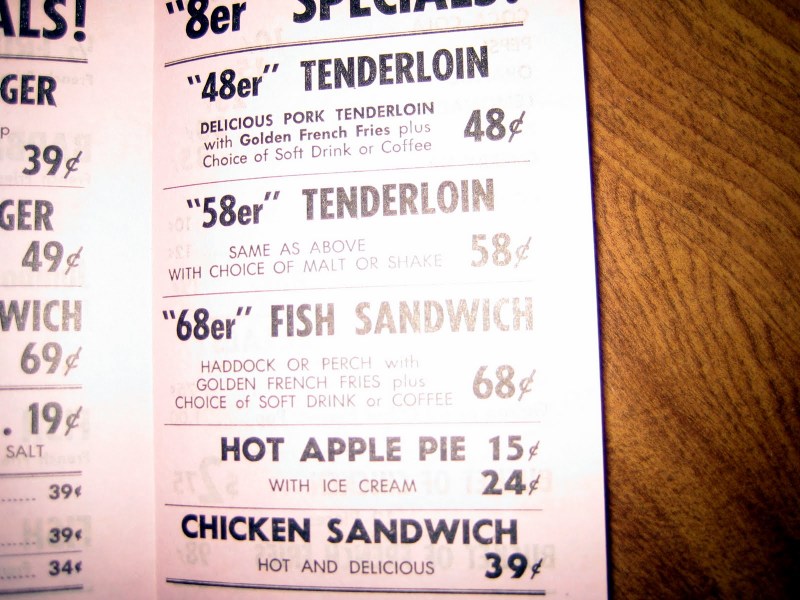 ALS!
GER
P
39¢
GER
49¢
WICH
69¢
. 19¢
SALT
...... 39¢
...... 39¢
...... 34¢
"8er" SPECIALS!
"48er" TENDERLOIN
DELICIOUS PORK TENDERLOIN
with Golden French Fries plus
Choice of Soft Drink or Coffee
48¢
"58er" TENDERLOIN
SAME AS ABOVE
WITH CHOICE OF MALT OR SHAKE
58¢
"68er" FISH SANDWICH
HADDOCK OR PERCH with
GOLDEN FRENCH FRIES plus
CHOICE of SOFT DRINK or COFFEE
68¢
HOT APPLE PIE 15¢
WITH ICE CREAM 24¢
CHICKEN SANDWICH
HOT AND DELICIOUS 39¢